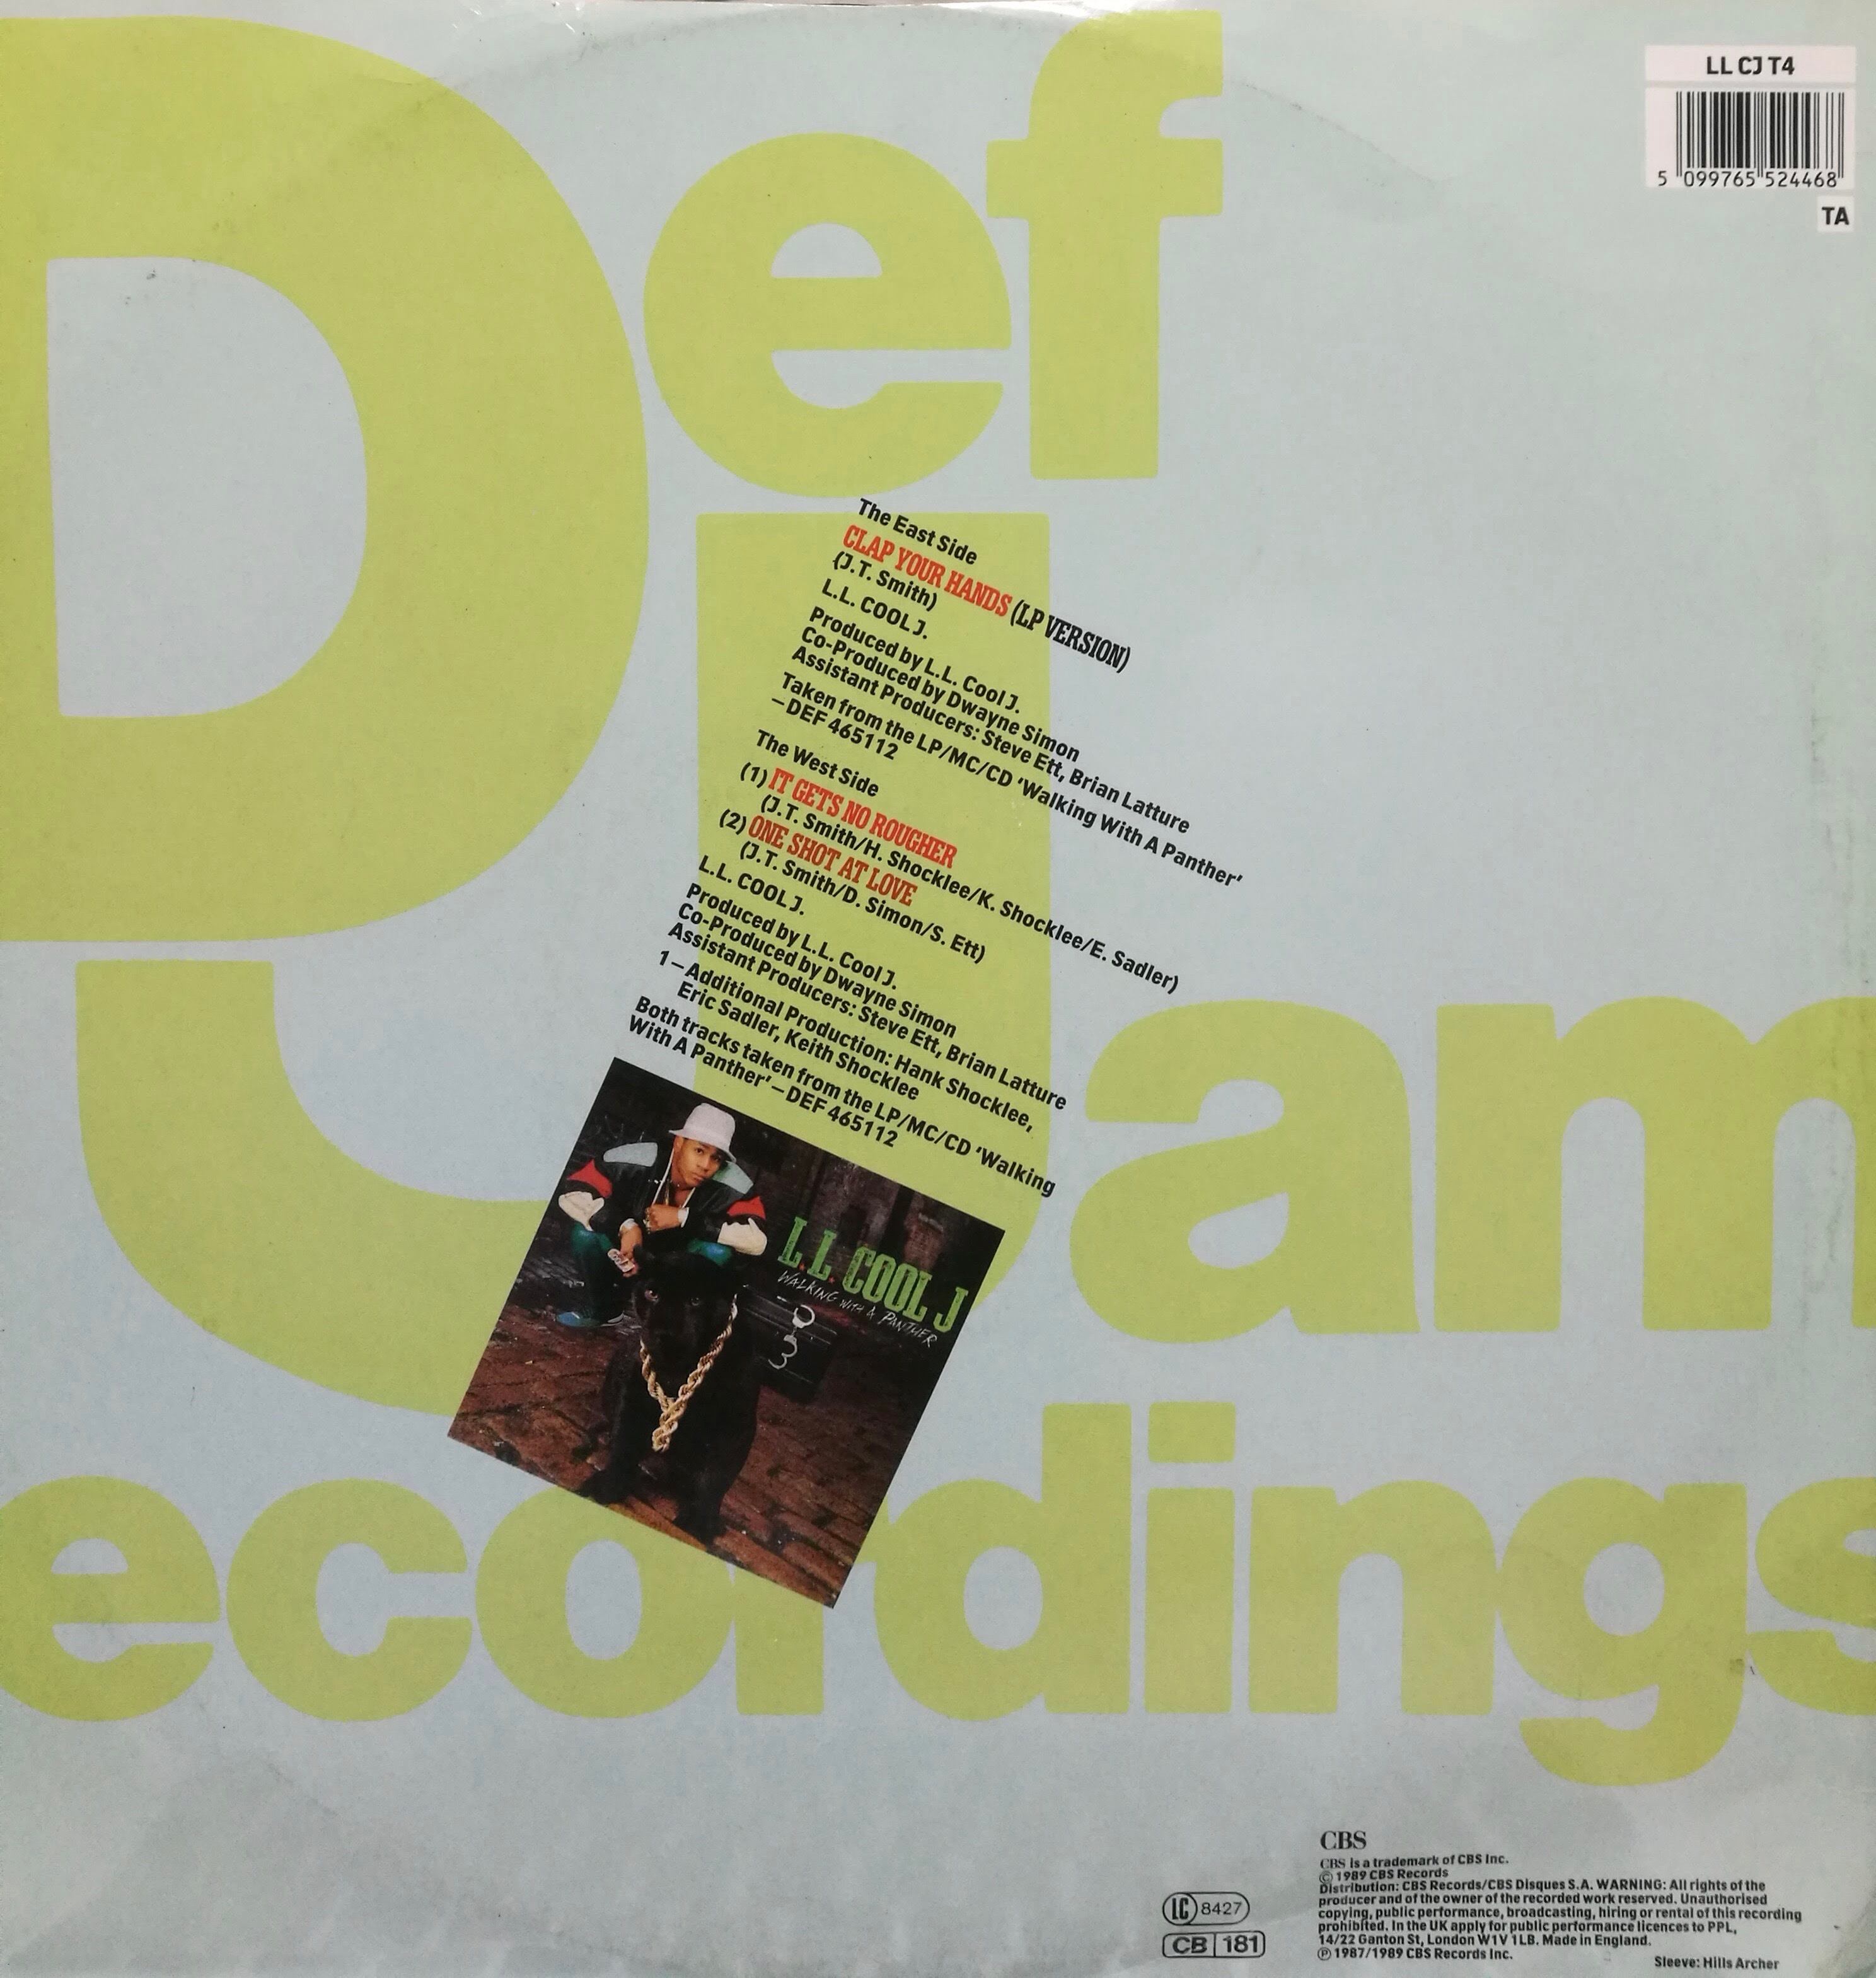 Def
Jam
ecordings
LL CJ T4
5 099765 524468
TA
The East Side
CLAP YOUR HANDS (LP VERSION)
(J.T. Smith)
L.L. COOL J.
Produced by L.L. Cool J.
Co-Produced by Dwayne Simon
Assistant Producers: Steve Ett, Brian Latture
Taken from the LP/MC/CD 'Walking With A Panther'
–DEF 465112
The West Side
(1) IT GETS NO ROUGHER
(J.T. Smith/H. Shocklee/K. Shocklee/E. Sadler)
(2) ONE SHOT AT LOVE
(J.T. Smith/D. Simon/S. Ett)
L.L. COOL J.
Produced by L.L. Cool J.
Co-Produced by Dwayne Simon
Assistant Producers: Steve Ett, Brian Latture
1 – Additional Production: Hank Shocklee,
Eric Sadler, Keith Shocklee
Both tracks taken from the LP/MC/CD 'Walking
With A Panther' – DEF 465112
L.L. COOL J
WALKING WITH A PANTHER
LC 8427
CB 181
CBS
CBS is a trademark of CBS Inc.
© 1989 CBS Records
Distribution: CBS Records/CBS Disques S.A. WARNING: All rights of the
producer and of the owner of the recorded work reserved. Unauthorised
copying, public performance, broadcasting, hiring or rental of this recording
prohibited. In the UK apply for public performance licences to PPL,
14/22 Ganton St, London W1V 1LB. Made in England.
℗ 1987/1989 CBS Records Inc.
Sleeve: Hills Archer